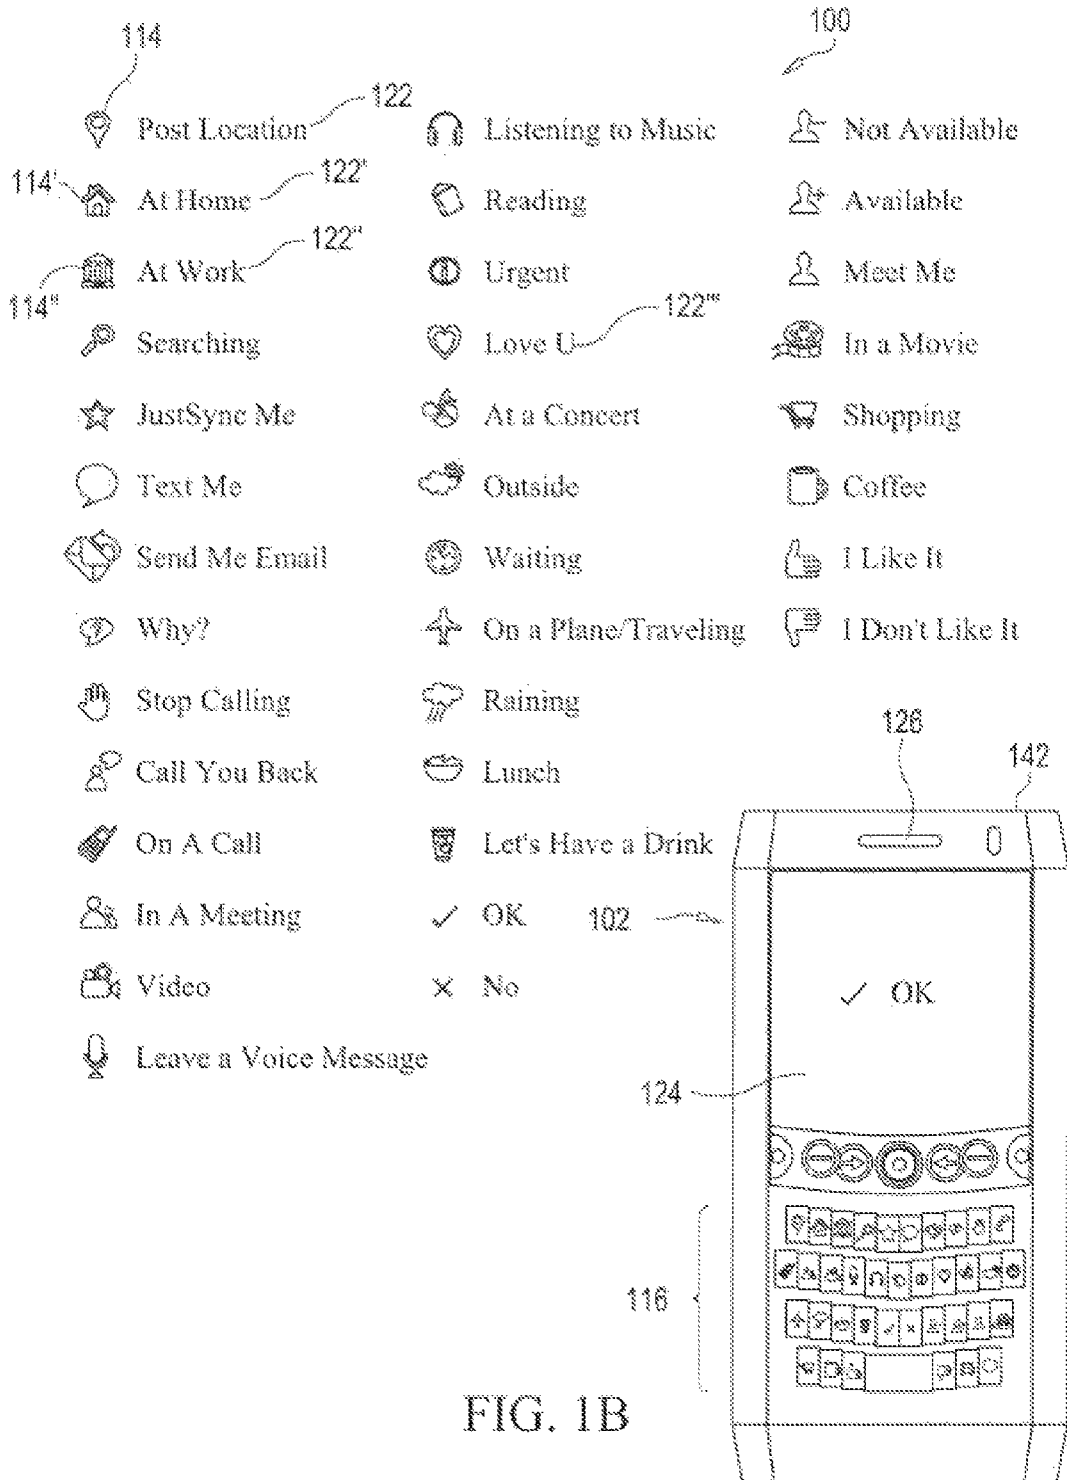 114
100
122
Post Location
Listening to Music
Not Available
114'
122'
At Home
Reading
Available
122"
At Work
Urgent
Meet Me
114"
122'"
Searching
Love U
In a Movie
JustSync Me
At a Concert
Shopping
Text Me
Outside
Coffee
Send Me Email
Waiting
I Like It
Why?
On a Plane/Traveling
I Don't Like It
Stop Calling
Raining
126
142
Call You Back
Lunch
On A Call
Let's Have a Drink
In A Meeting
OK
102
Video
No
OK
Leave a Voice Message
124
116
FIG. 1B